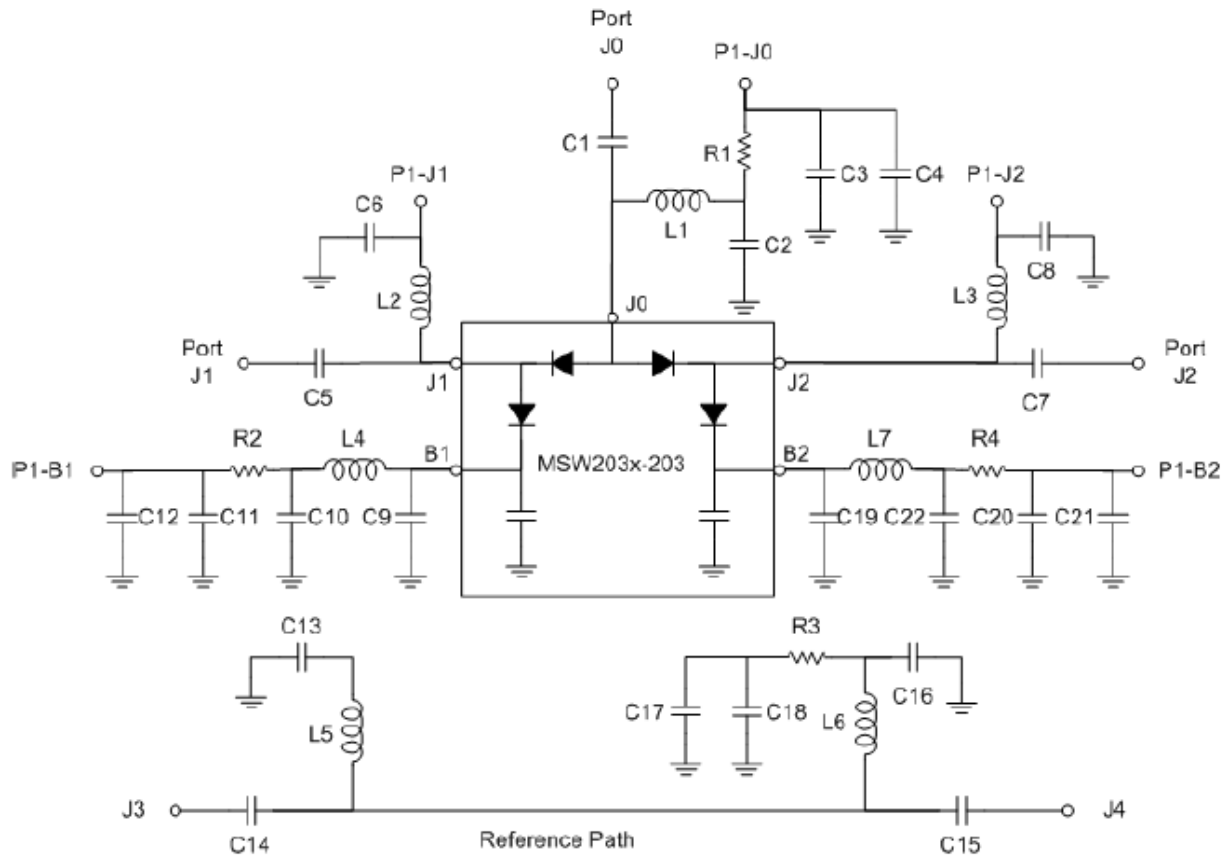 Port
J0
P1-J0
C1
R1
C3
C4
P1-J1
P1-J2
C6
L1
C2
C8
L2
L3
J0
Port
J1
C5
J1
J2
C7
Port
J2
R2
L4
B1
MSW203x-203
B2
L7
R4
P1-B1
P1-B2
C12
C11
C10
C9
C19
C22
C20
C21
C13
R3
C16
L5
C17
C18
L6
J3
C14
Reference Path
C15
J4